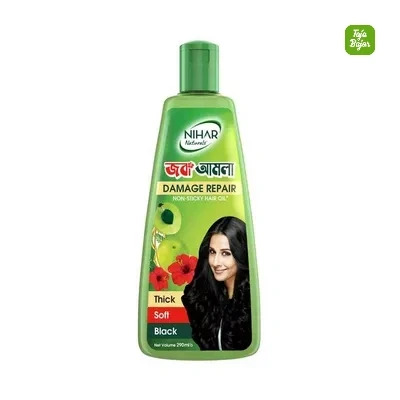 Taja
Bajar
NIHAR
Naturals
জবা আমলা
DAMAGE REPAIR
NON-STICKY HAIR OIL*
Thick
Soft
Black
Net Volume 290ml